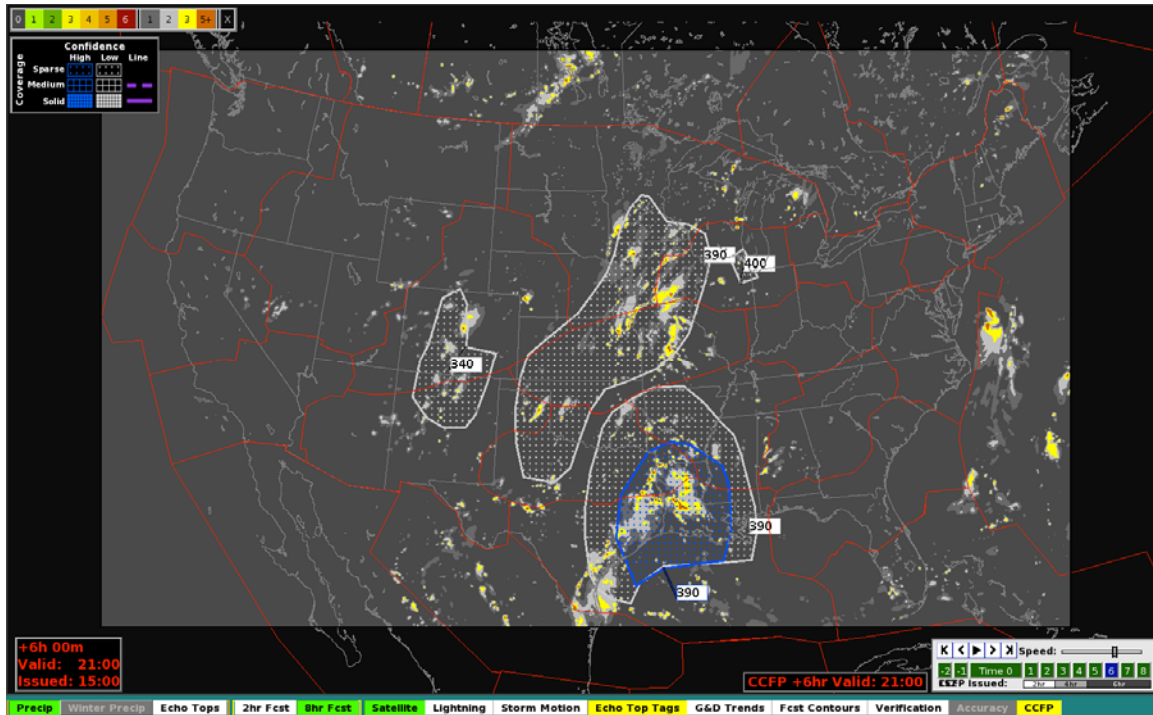 0 1 2 3 4 5 6 1 2 3 5+ X
Confidence
High Low Line
Coverage
Sparse
Medium
Solid
390
400
340
390
390
+6h 00m
Valid: 21:00
Issued: 15:00
CCFP +6hr Valid: 21:00
Speed:
-2 -1 Time 0 1 2 3 4 5 6 7 8
P Issued: 2hr 4hr 6hr
Precip Winter Precip Echo Tops 2hr Fcst 8hr Fcst Satellite Lightning Storm Motion Echo Top Tags G&D Trends Fcst Contours Verification Accuracy CCFP